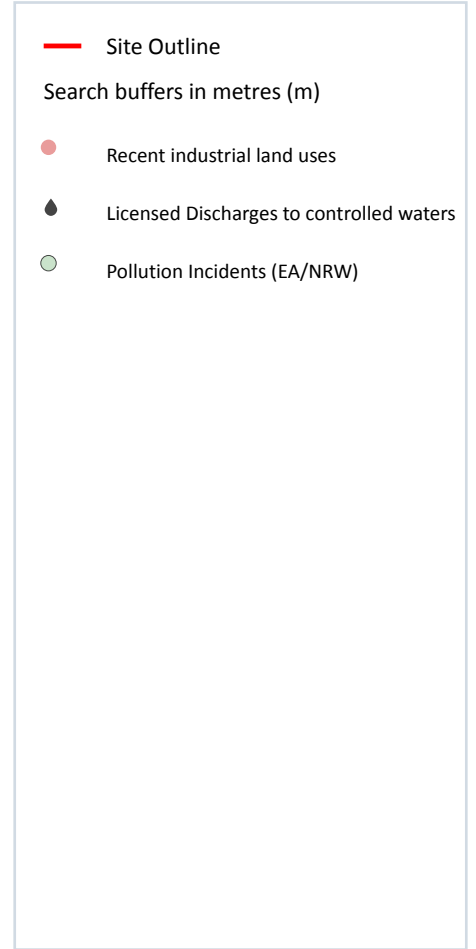 Site Outline
Search buffers in metres (m)
Recent industrial land uses
Licensed Discharges to controlled waters
Pollution Incidents (EA/NRW)